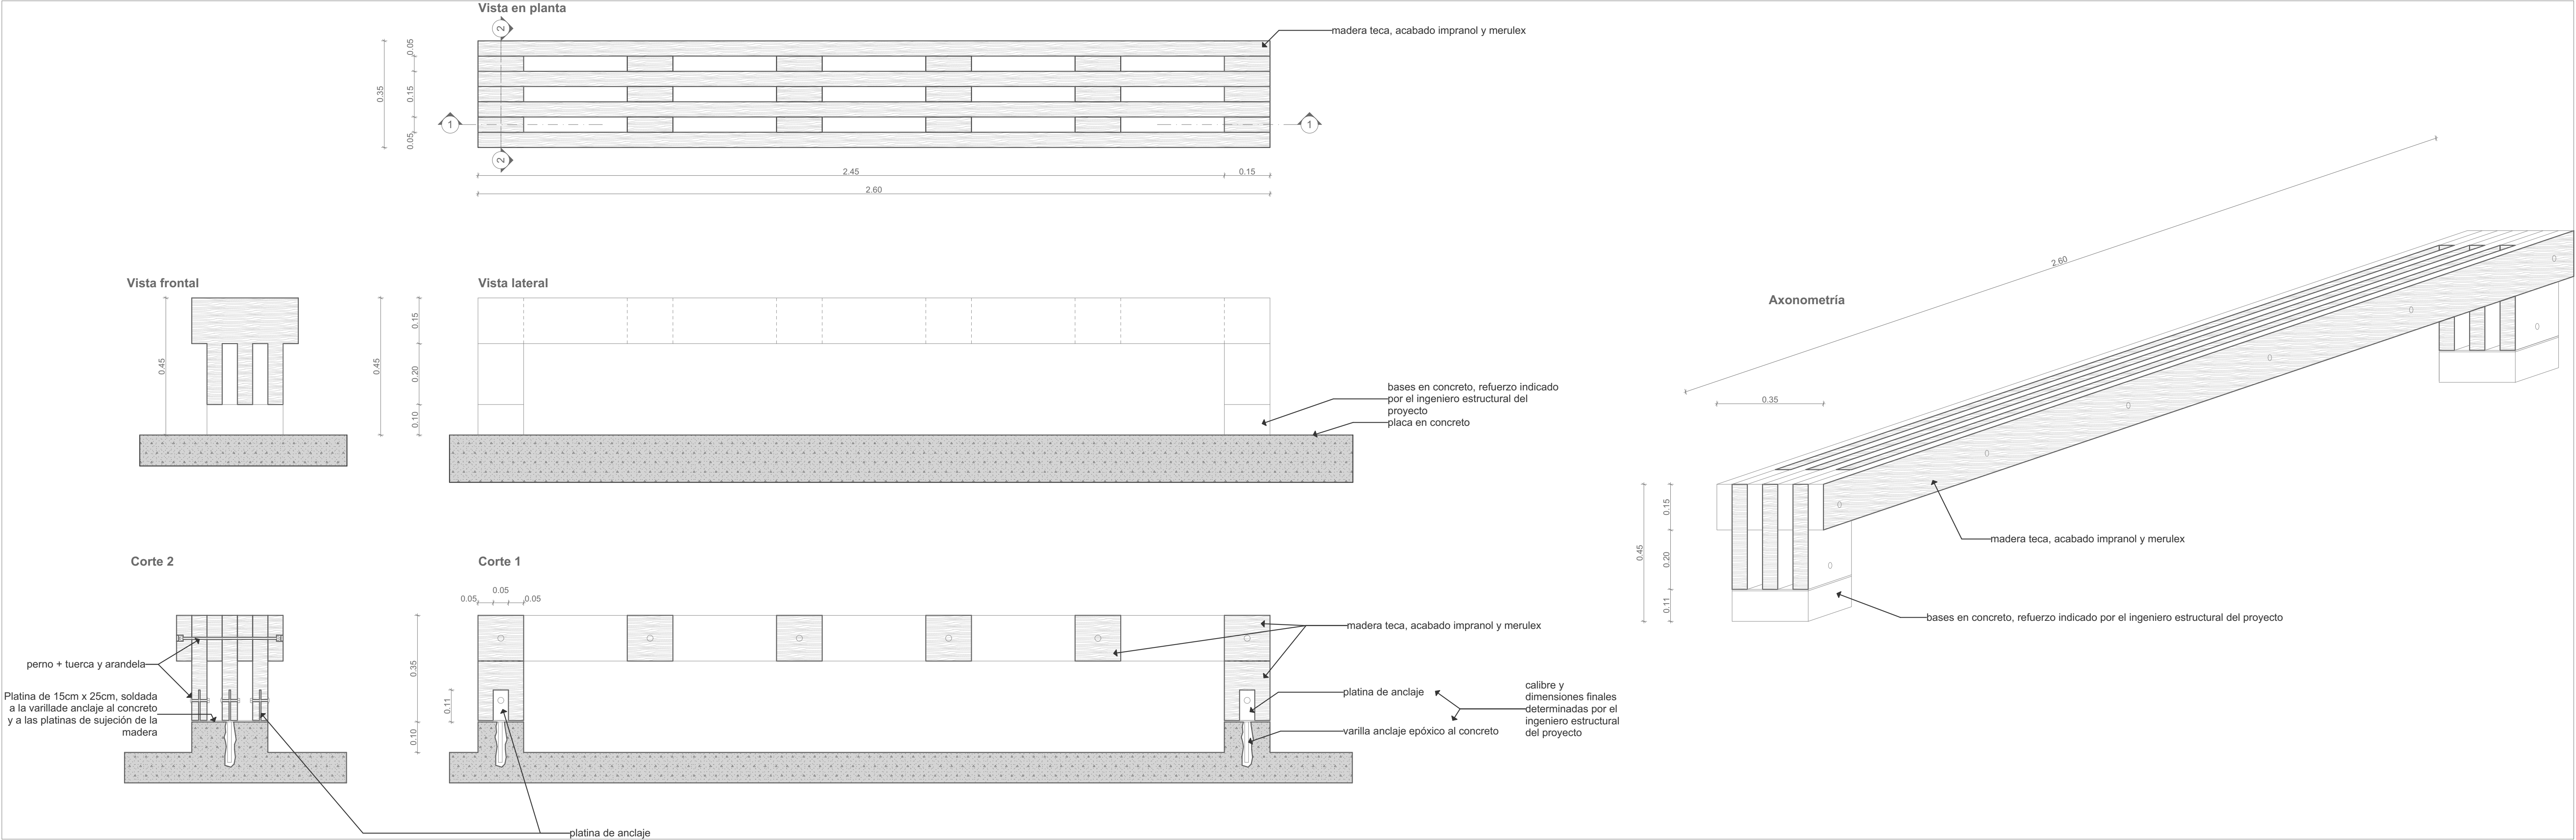 Vista en planta
2
madera teca, acabado impranol y merulex
0.05
0.35
0.15
0.05
1
1
2
2.45
0.15
2.60
Vista frontal
0.45
Vista lateral
0.45
0.15
0.20
0.10
bases en concreto, refuerzo indicado
por el ingeniero estructural del
proyecto
placa en concreto
Axonometría
2.60
0.35
0.45
0.15
0.20
0.11
madera teca, acabado impranol y merulex
bases en concreto, refuerzo indicado por el ingeniero estructural del proyecto
Corte 2
perno + tuerca y arandela
Platina de 15cm x 25cm, soldada
a la varillade anclaje al concreto
y a las platinas de sujeción de la
madera
Corte 1
0.05
0.05
0.05
0.35
0.11
0.10
madera teca, acabado impranol y merulex
platina de anclaje
varilla anclaje epóxico al concreto
calibre y
dimensiones finales
determinadas por el
ingeniero estructural
del proyecto
platina de anclaje